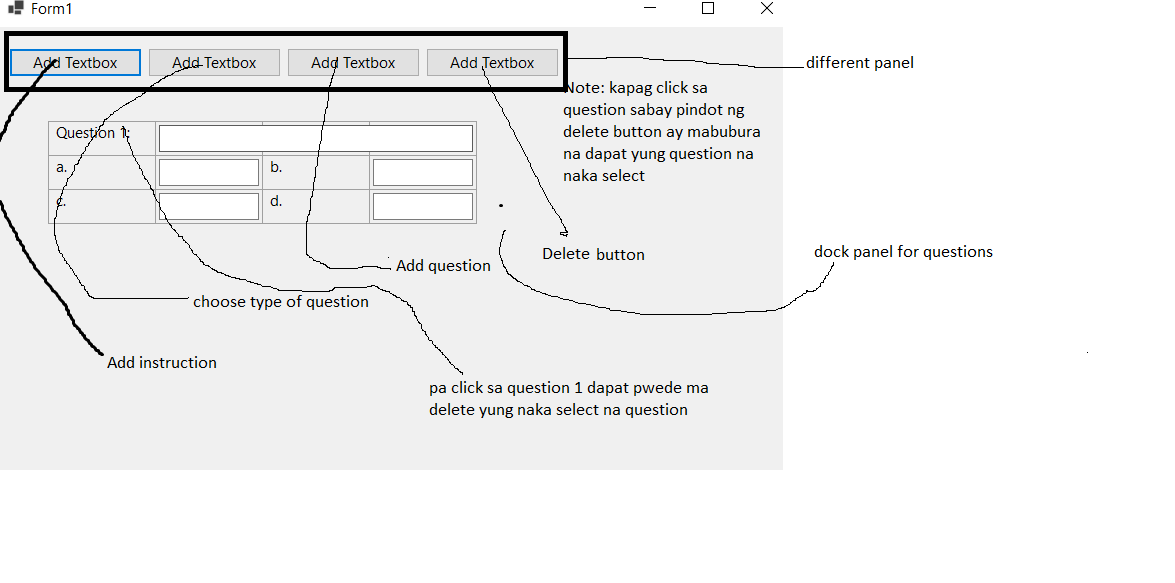 Form1
Add Textbox
Add Textbox
Add Textbox
Add Textbox
different panel
Note: kapag click sa
question sabay pindot ng
delete button ay mabubura
na dapat yung question na
naka select
Question 1:
a.
b.
c.
d.
Delete button
dock panel for questions
Add question
choose type of question
Add instruction
pa click sa question 1 dapat pwede ma
delete yung naka select na question